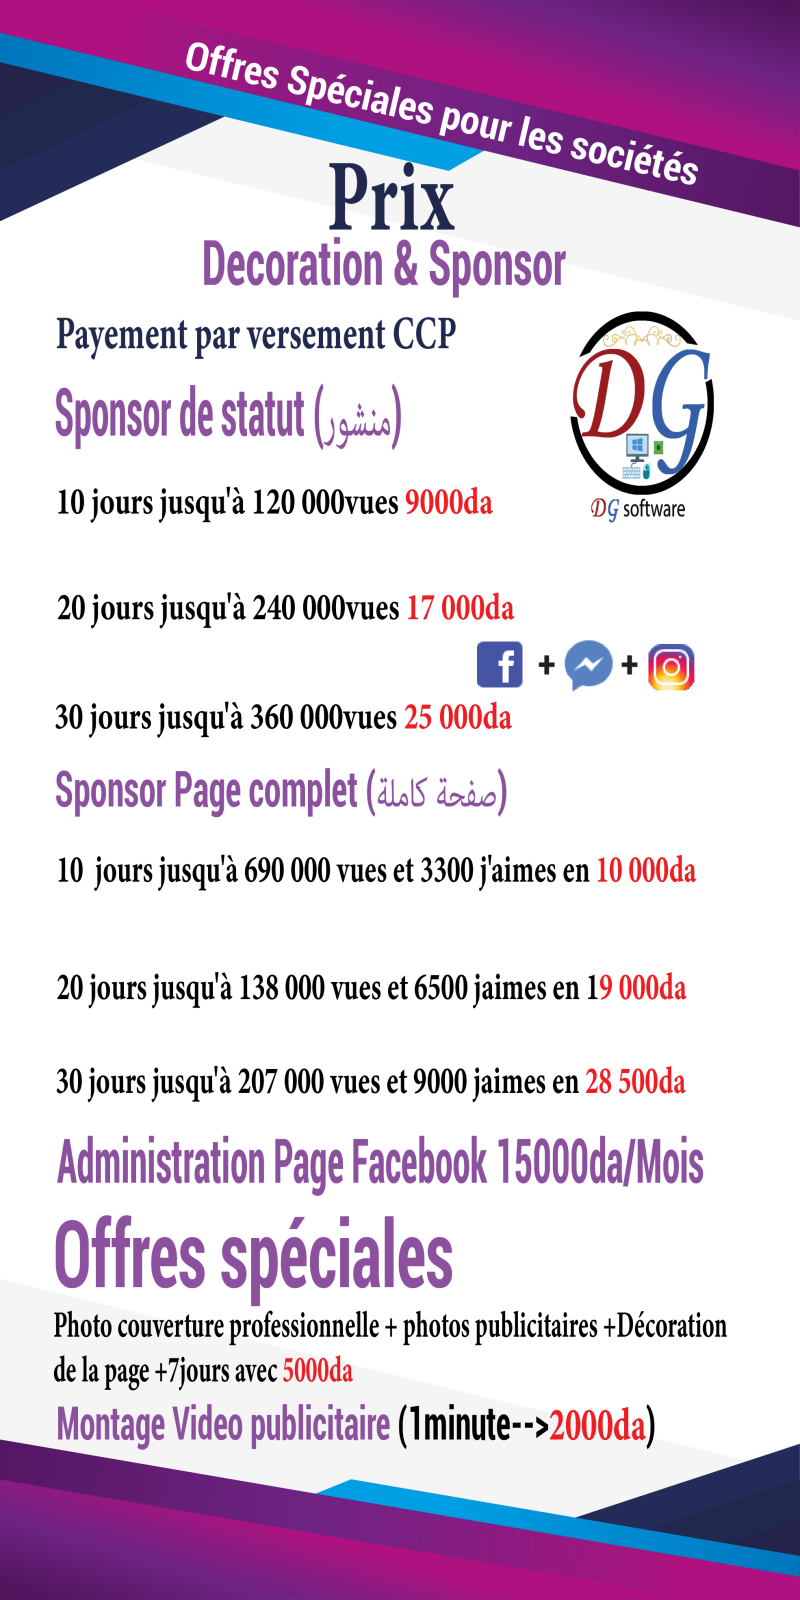 Offres Spéciales pour les sociétés
Prix
Decoration & Sponsor
Payement par versement CCP
Sponsor de statut (منشور)
DG
DG software
10 jours jusqu'à 120 000vues 9000da
20 jours jusqu'à 240 000vues 17 000da
f + + 
30 jours jusqu'à 360 000vues 25 000da
Sponsor Page complet (صفحة كاملة)
10 jours jusqu'à 690 000 vues et 3300 j'aimes en 10 000da
20 jours jusqu'à 138 000 vues et 6500 jaimes en 19 000da
30 jours jusqu'à 207 000 vues et 9000 jaimes en 28 500da
Administration Page Facebook 15000da/Mois
Offres spéciales
Photo couverture professionnelle + photos publicitaires +Décoration
de la page +7jours avec 5000da
Montage Video publicitaire (1minute-->2000da)